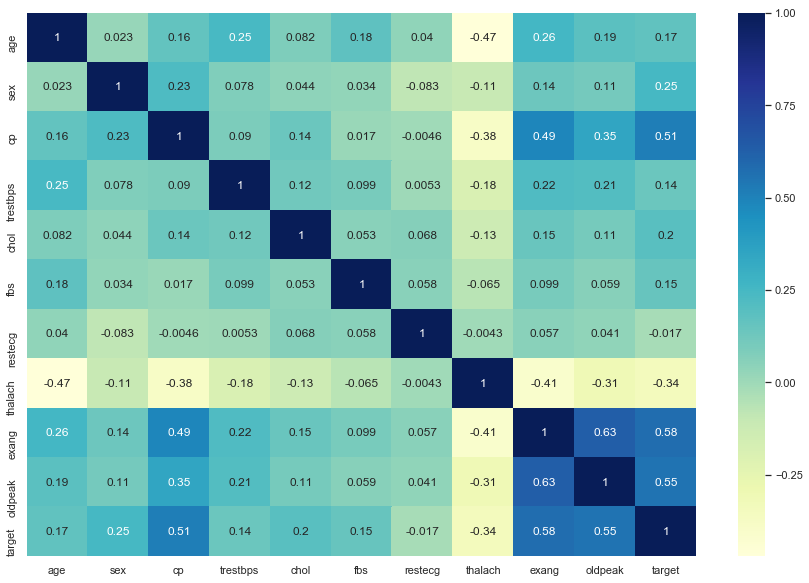 age 1 0.023 0.16 0.25 0.082 0.18 0.04 -0.47 0.26 0.19 0.17
sex 0.023 1 0.23 0.078 0.044 0.034 -0.083 -0.11 0.14 0.11 0.25
cp 0.16 0.23 1 0.09 0.14 0.017 -0.0046 -0.38 0.49 0.35 0.51
trestbps 0.25 0.078 0.09 1 0.12 0.099 0.0053 -0.18 0.22 0.21 0.14
chol 0.082 0.044 0.14 0.12 1 0.053 0.068 -0.13 0.15 0.11 0.2
fbs 0.18 0.034 0.017 0.099 0.053 1 0.058 -0.065 0.099 0.059 0.15
restecg 0.04 -0.083 -0.0046 0.0053 0.068 0.058 1 -0.0043 0.057 0.041 -0.017
thalach -0.47 -0.11 -0.38 -0.18 -0.13 -0.065 -0.0043 1 -0.41 -0.31 -0.34
exang 0.26 0.14 0.49 0.22 0.15 0.099 0.057 -0.41 1 0.63 0.58
oldpeak 0.19 0.11 0.35 0.21 0.11 0.059 0.041 -0.31 0.63 1 0.55
target 0.17 0.25 0.51 0.14 0.2 0.15 -0.017 -0.34 0.58 0.55 1
age sex cp trestbps chol fbs restecg thalach exang oldpeak target
1.00
0.75
0.50
0.25
0.00
−0.25